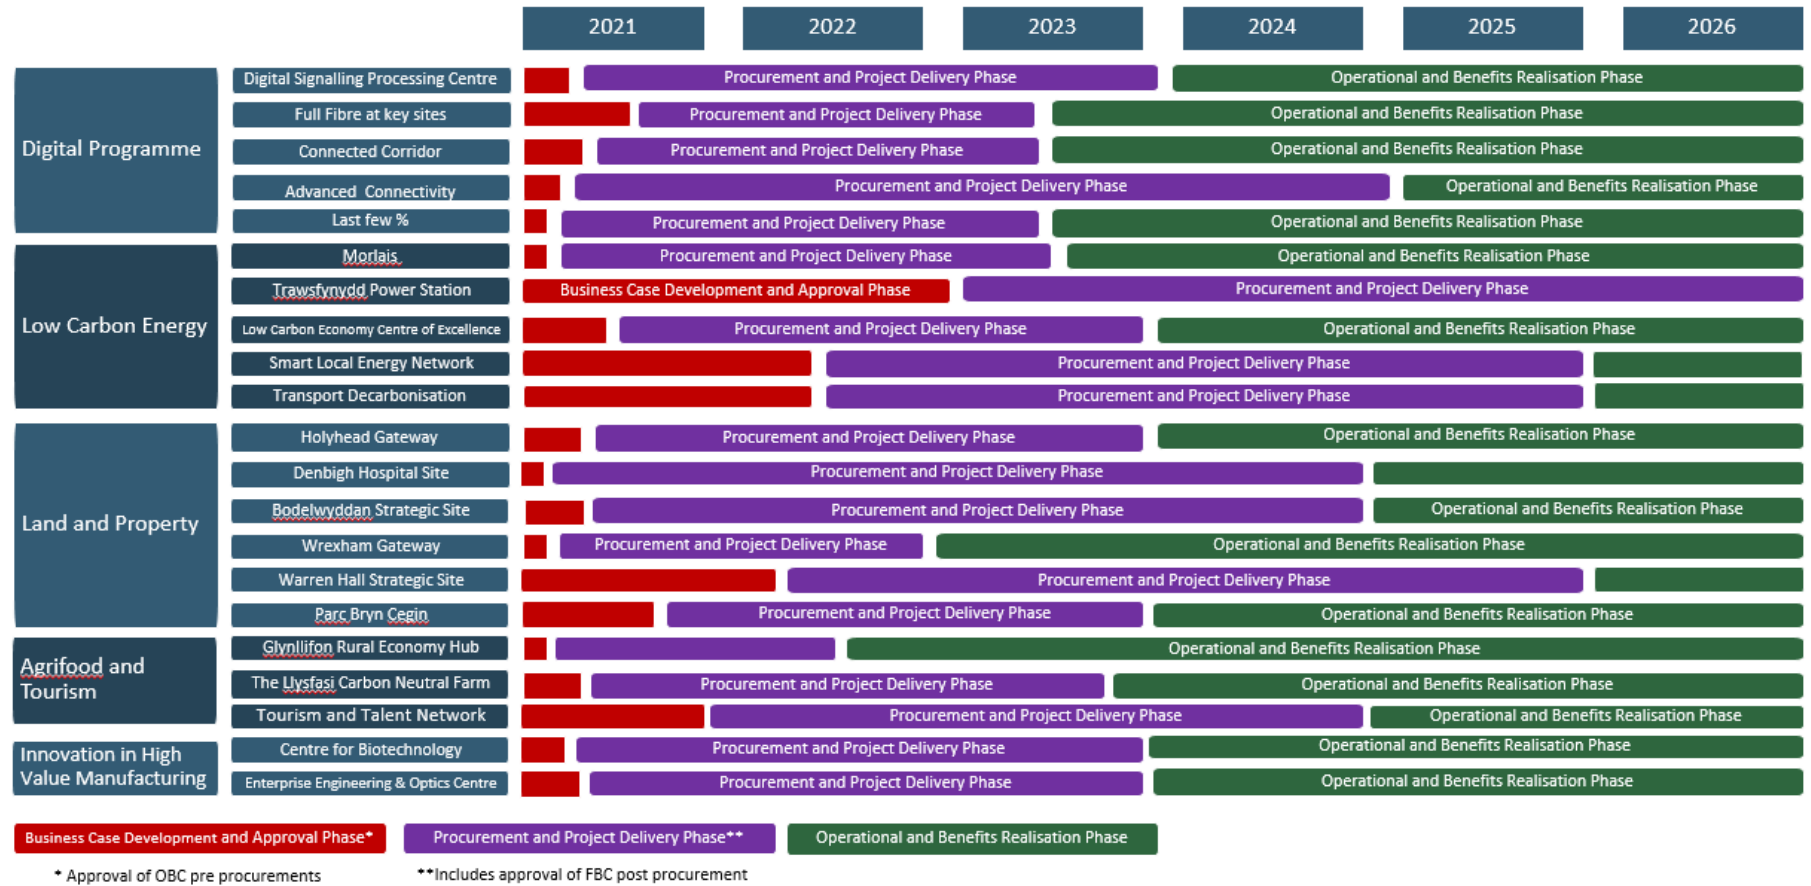 2021 2022 2023 2024 2025 2026
Digital Programme
Digital Signalling Processing Centre Procurement and Project Delivery Phase Operational and Benefits Realisation Phase
Full Fibre at key sites Procurement and Project Delivery Phase Operational and Benefits Realisation Phase
Connected Corridor Procurement and Project Delivery Phase Operational and Benefits Realisation Phase
Advanced Connectivity Procurement and Project Delivery Phase Operational and Benefits Realisation Phase
Last few % Procurement and Project Delivery Phase Operational and Benefits Realisation Phase
Low Carbon Energy
Morlais Procurement and Project Delivery Phase Operational and Benefits Realisation Phase
Trawsfynydd Power Station Business Case Development and Approval Phase Procurement and Project Delivery Phase
Low Carbon Economy Centre of Excellence Procurement and Project Delivery Phase Operational and Benefits Realisation Phase
Smart Local Energy Network Procurement and Project Delivery Phase
Transport Decarbonisation Procurement and Project Delivery Phase
Land and Property
Holyhead Gateway Procurement and Project Delivery Phase Operational and Benefits Realisation Phase
Denbigh Hospital Site Procurement and Project Delivery Phase
Bodelwyddan Strategic Site Procurement and Project Delivery Phase Operational and Benefits Realisation Phase
Wrexham Gateway Procurement and Project Delivery Phase Operational and Benefits Realisation Phase
Warren Hall Strategic Site Procurement and Project Delivery Phase
Parc Bryn Cegin Procurement and Project Delivery Phase Operational and Benefits Realisation Phase
Agrifood and
Tourism
Glynllifon Rural Economy Hub Operational and Benefits Realisation Phase
The Llysfasi Carbon Neutral Farm Procurement and Project Delivery Phase Operational and Benefits Realisation Phase
Tourism and Talent Network Procurement and Project Delivery Phase Operational and Benefits Realisation Phase
Innovation in High
Value Manufacturing
Centre for Biotechnology Procurement and Project Delivery Phase Operational and Benefits Realisation Phase
Enterprise Engineering & Optics Centre Procurement and Project Delivery Phase Operational and Benefits Realisation Phase
Business Case Development and Approval Phase* Procurement and Project Delivery Phase** Operational and Benefits Realisation Phase
* Approval of OBC pre procurements **Includes approval of FBC post procurement